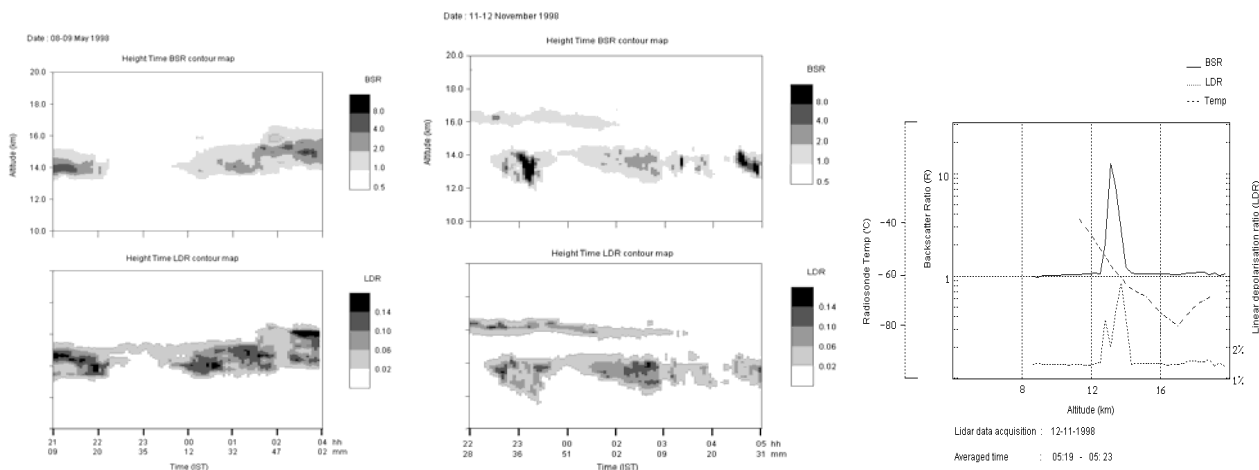 Date : 08-09 May 1998
Height Time BSR contour map
20.0
18.0
16.0
14.0
12.0
10.0
Altitude (km)
BSR
8.0
4.0
2.0
1.0
0.5
Height Time LDR contour map
LDR
0.14
0.10
0.06
0.02
21 22 23 00 01 02 04 hh
09 20 35 12 32 47 02 mm
Time (IST)
Date : 11-12 November 1998
Height Time BSR contour map
20.0
18.0
16.0
14.0
12.0
10.0
Altitude (km)
BSR
8.0
4.0
2.0
1.0
0.5
Height Time LDR contour map
LDR
0.14
0.10
0.06
0.02
22 23 00 02 03 04 05 hh
28 36 51 02 09 20 31 mm
Time (IST)
BSR
LDR
Temp
Radiosonde Temp (°C)
-40
-60
-80
Backscatter Ratio (R)
10
1
Linear depolarisation ratio (LDR)
2%
1%
8 12 16
Altitude (km)
Lidar data acquisition : 12-11-1998
Averaged time : 05:19 - 05:23